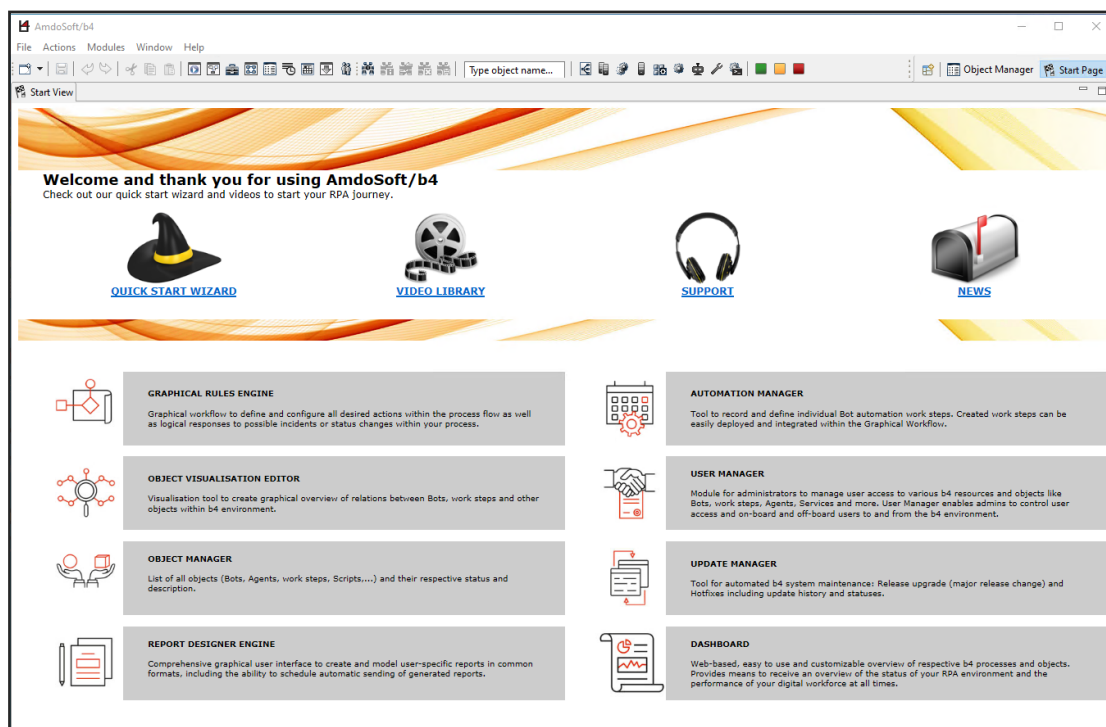 AmdoSoft/b4
File Actions Modules Window Help
Type object name...
Object Manager
Start Page
Start View
Welcome and thank you for using AmdoSoft/b4
Check out our quick start wizard and videos to start your RPA journey.
QUICK START WIZARD
VIDEO LIBRARY
SUPPORT
NEWS
GRAPHICAL RULES ENGINE
Graphical workflow to define and configure all desired actions within the process flow as well
as logical responses to possible incidents or status changes within your process.
AUTOMATION MANAGER
Tool to record and define individual Bot automation work steps. Created work steps can be
easily deployed and integrated within the Graphical Workflow.
OBJECT VISUALISATION EDITOR
Visualisation tool to create graphical overview of relations between Bots, work steps and other
objects within b4 environment.
USER MANAGER
Module for administrators to manage user access to various b4 resources and objects like
Bots, work steps, Agents, Services and more. User Manager enables admins to control user
access and on-board and off-board users to and from the b4 environment.
OBJECT MANAGER
List of all objects (Bots, Agents, work steps, Scripts,...) and their respective status and
description.
UPDATE MANAGER
Tool for automated b4 system maintenance: Release upgrade (major release change) and
Hotfixes including update history and statuses.
REPORT DESIGNER ENGINE
Comprehensive graphical user interface to create and model user-specific reports in common
formats, including the ability to schedule automatic sending of generated reports.
DASHBOARD
Web-based, easy to use and customizable overview of respective b4 processes and objects.
Provides means to receive an overview of the status of your RPA environment and the
performance of your digital workforce at all times.